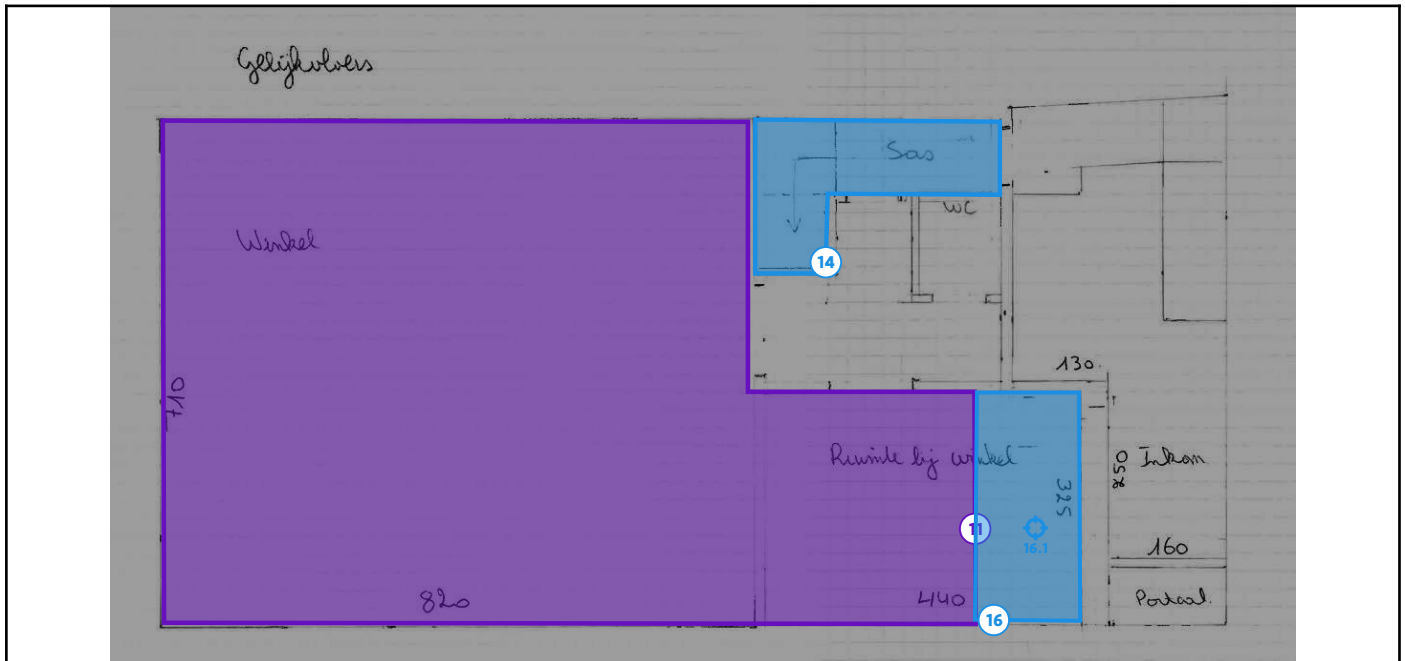 Gelijkvloers
Sas
WC
14
Winkel
130
710
Ruimte bij winkel
325
250
Inkom
11
16.1
160
820
440
16
Portaal